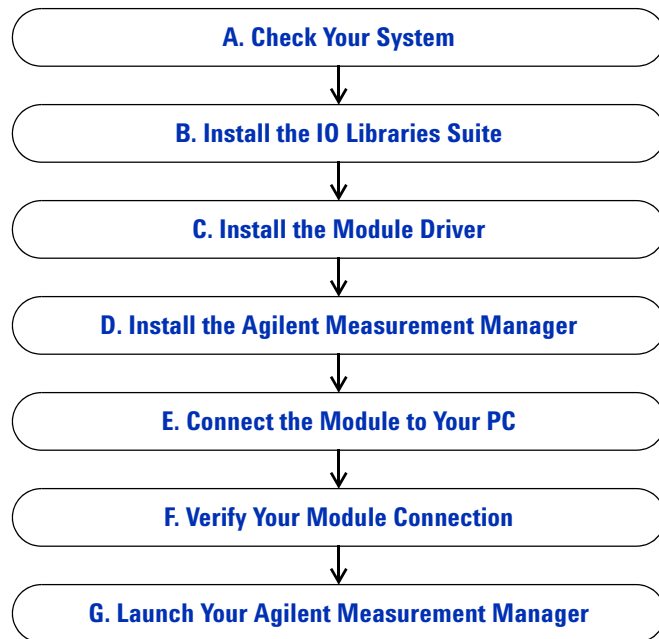 A. Check Your System
B. Install the IO Libraries Suite
C. Install the Module Driver
D. Install the Agilent Measurement Manager
E. Connect the Module to Your PC
F. Verify Your Module Connection
G. Launch Your Agilent Measurement Manager